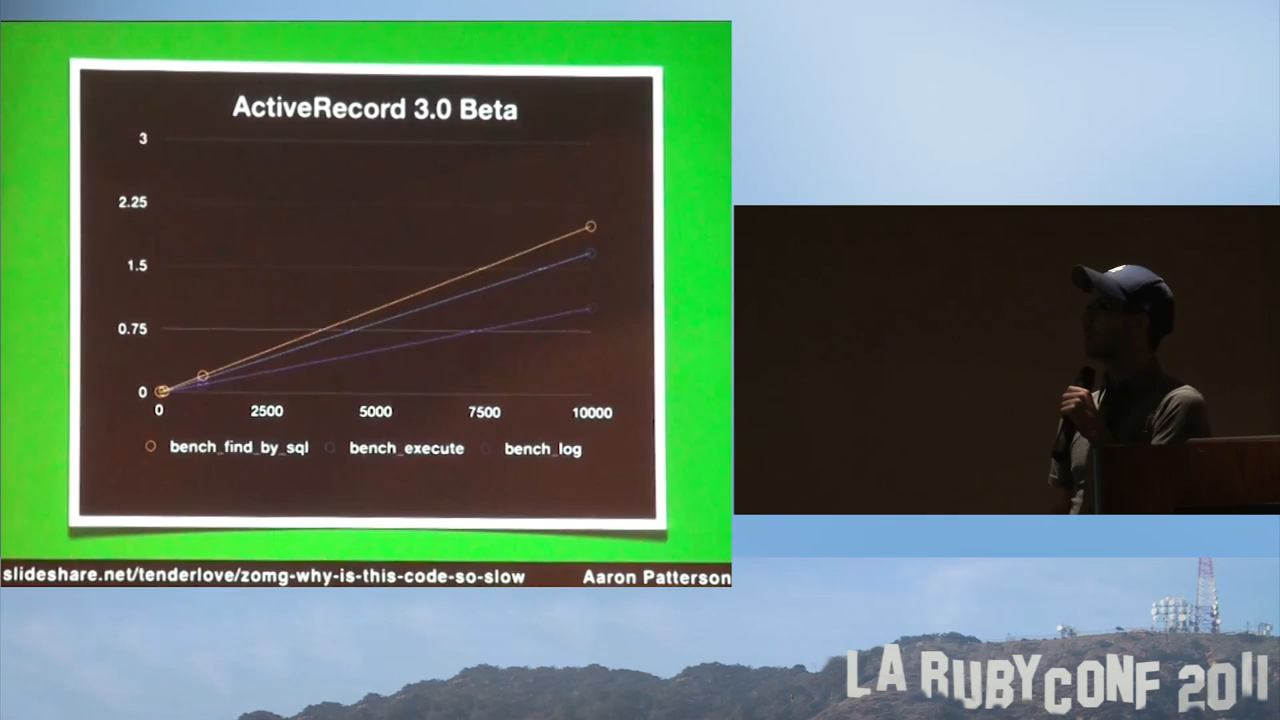 ActiveRecord 3.0 Beta
3
2.25
1.5
0.75
0
0 2500 5000 7500 10000
bench_find_by_sql bench_execute bench_log
slideshare.net/tenderlove/zomg-why-is-this-code-so-slow Aaron Patterson
LA RUBYCONF 2011